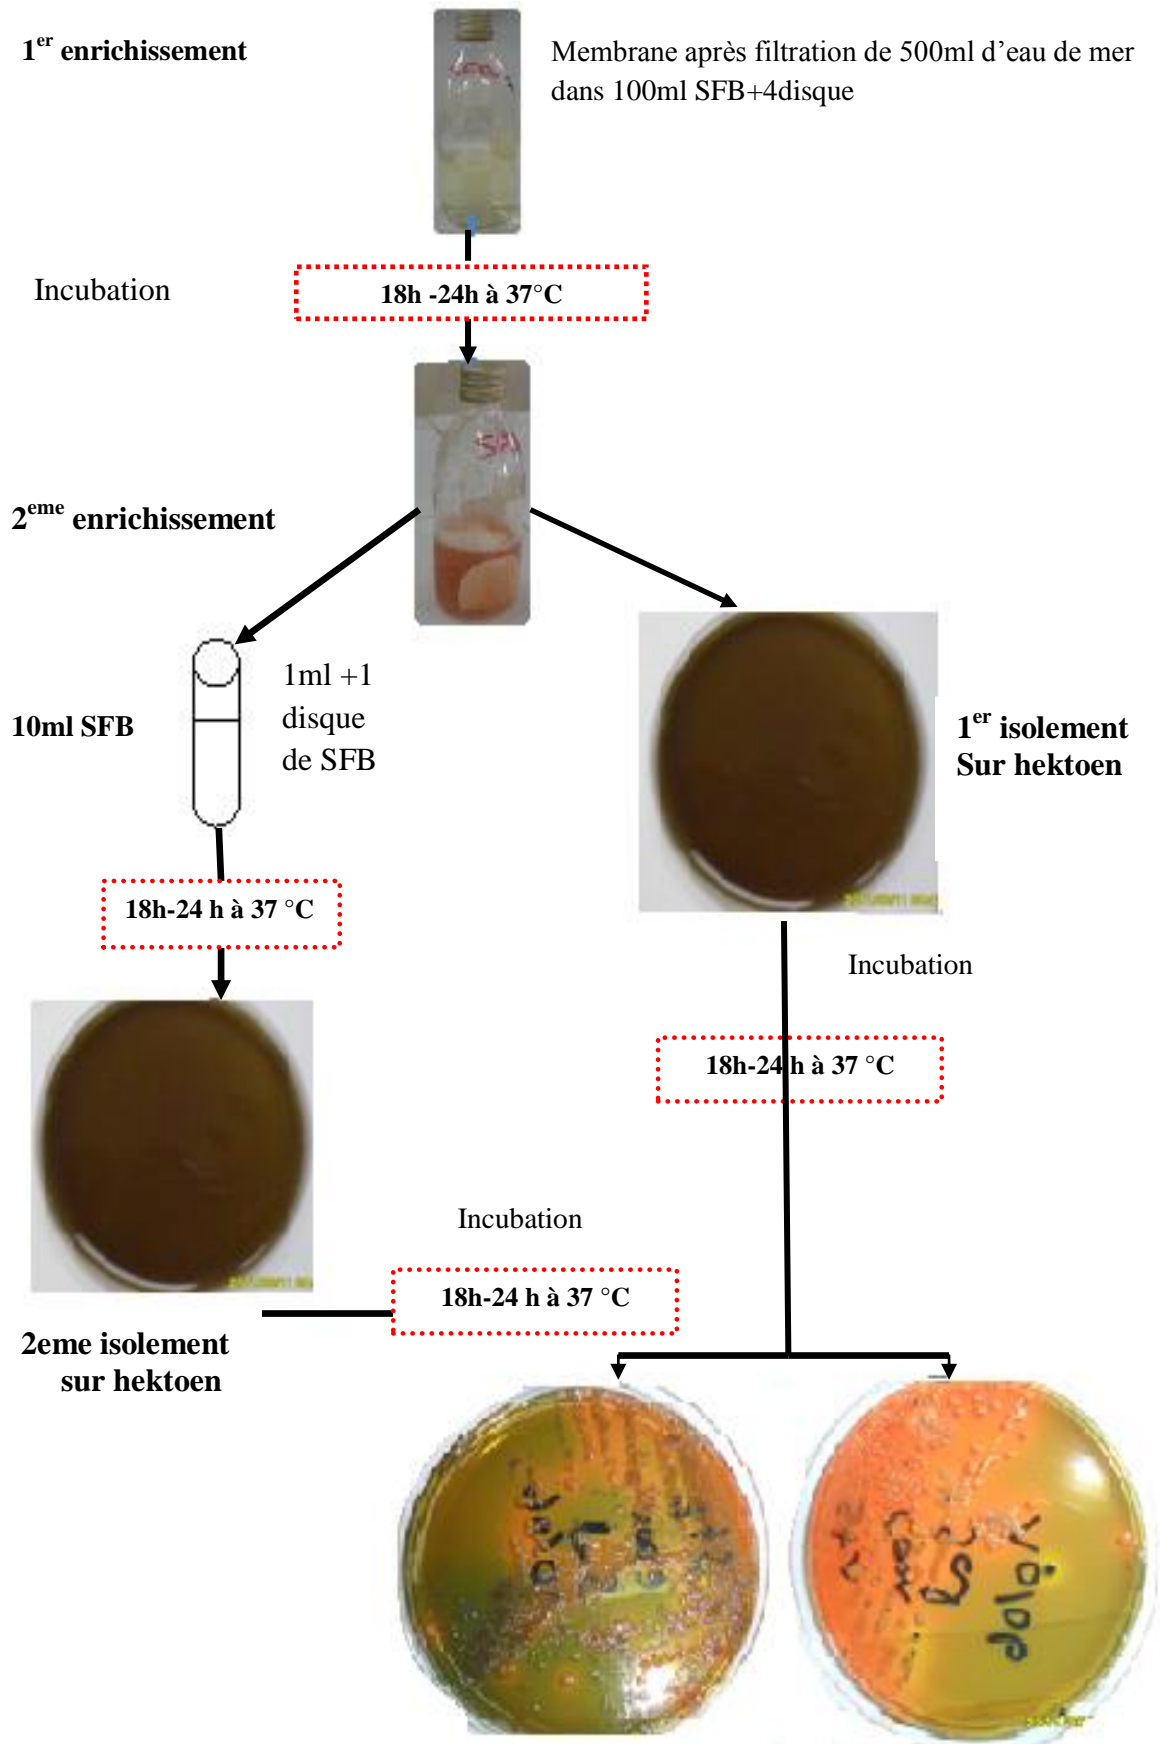 1er enrichissement
Membrane après filtration de 500ml d'eau de mer
dans 100ml SFB+4disque
Incubation
18h -24h à 37°C
2eme enrichissement
10ml SFB
1ml +1
disque
de SFB
1er isolement
Sur hektoen
18h-24 h à 37 °C
Incubation
18h-24 h à 37 °C
Incubation
18h-24 h à 37 °C
2eme isolement
sur hektoen